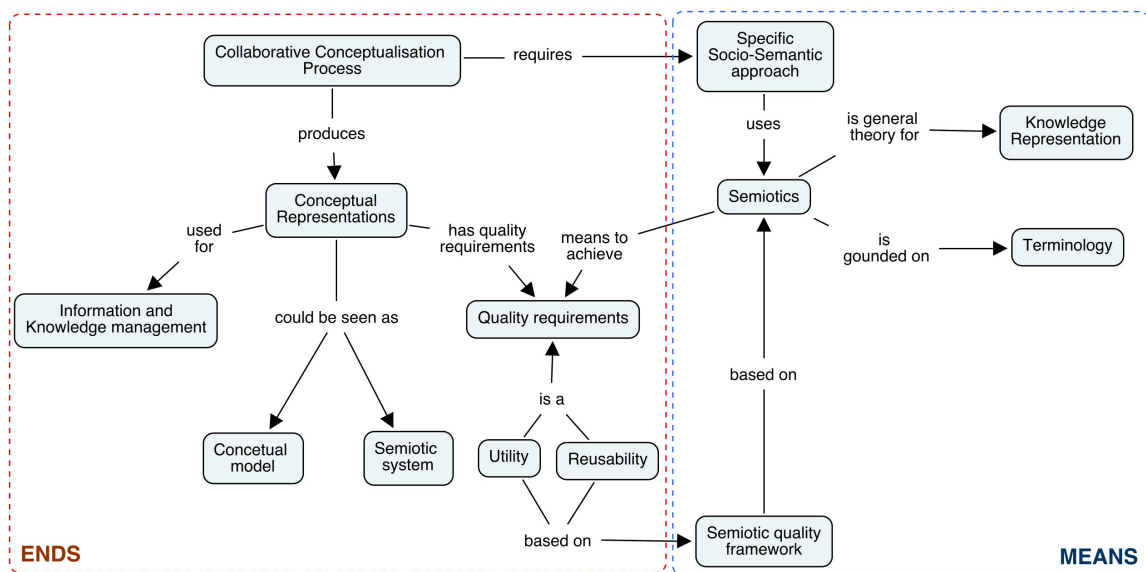 Collaborative Conceptualisation
Process
requires
Specific
Socio-Semantic
approach
produces
uses
is general
theory for
Knowledge
Representation
Conceptual
Representations
Semiotics
used
for
has quality
requirements
means to
achieve
is
gounded on
Terminology
Information and
Knowledge management
could be seen as
Quality requirements
based on
is a
Concetual
model
Semiotic
system
Utility
Reusability
based on
Semiotic quality
framework
ENDS
MEANS